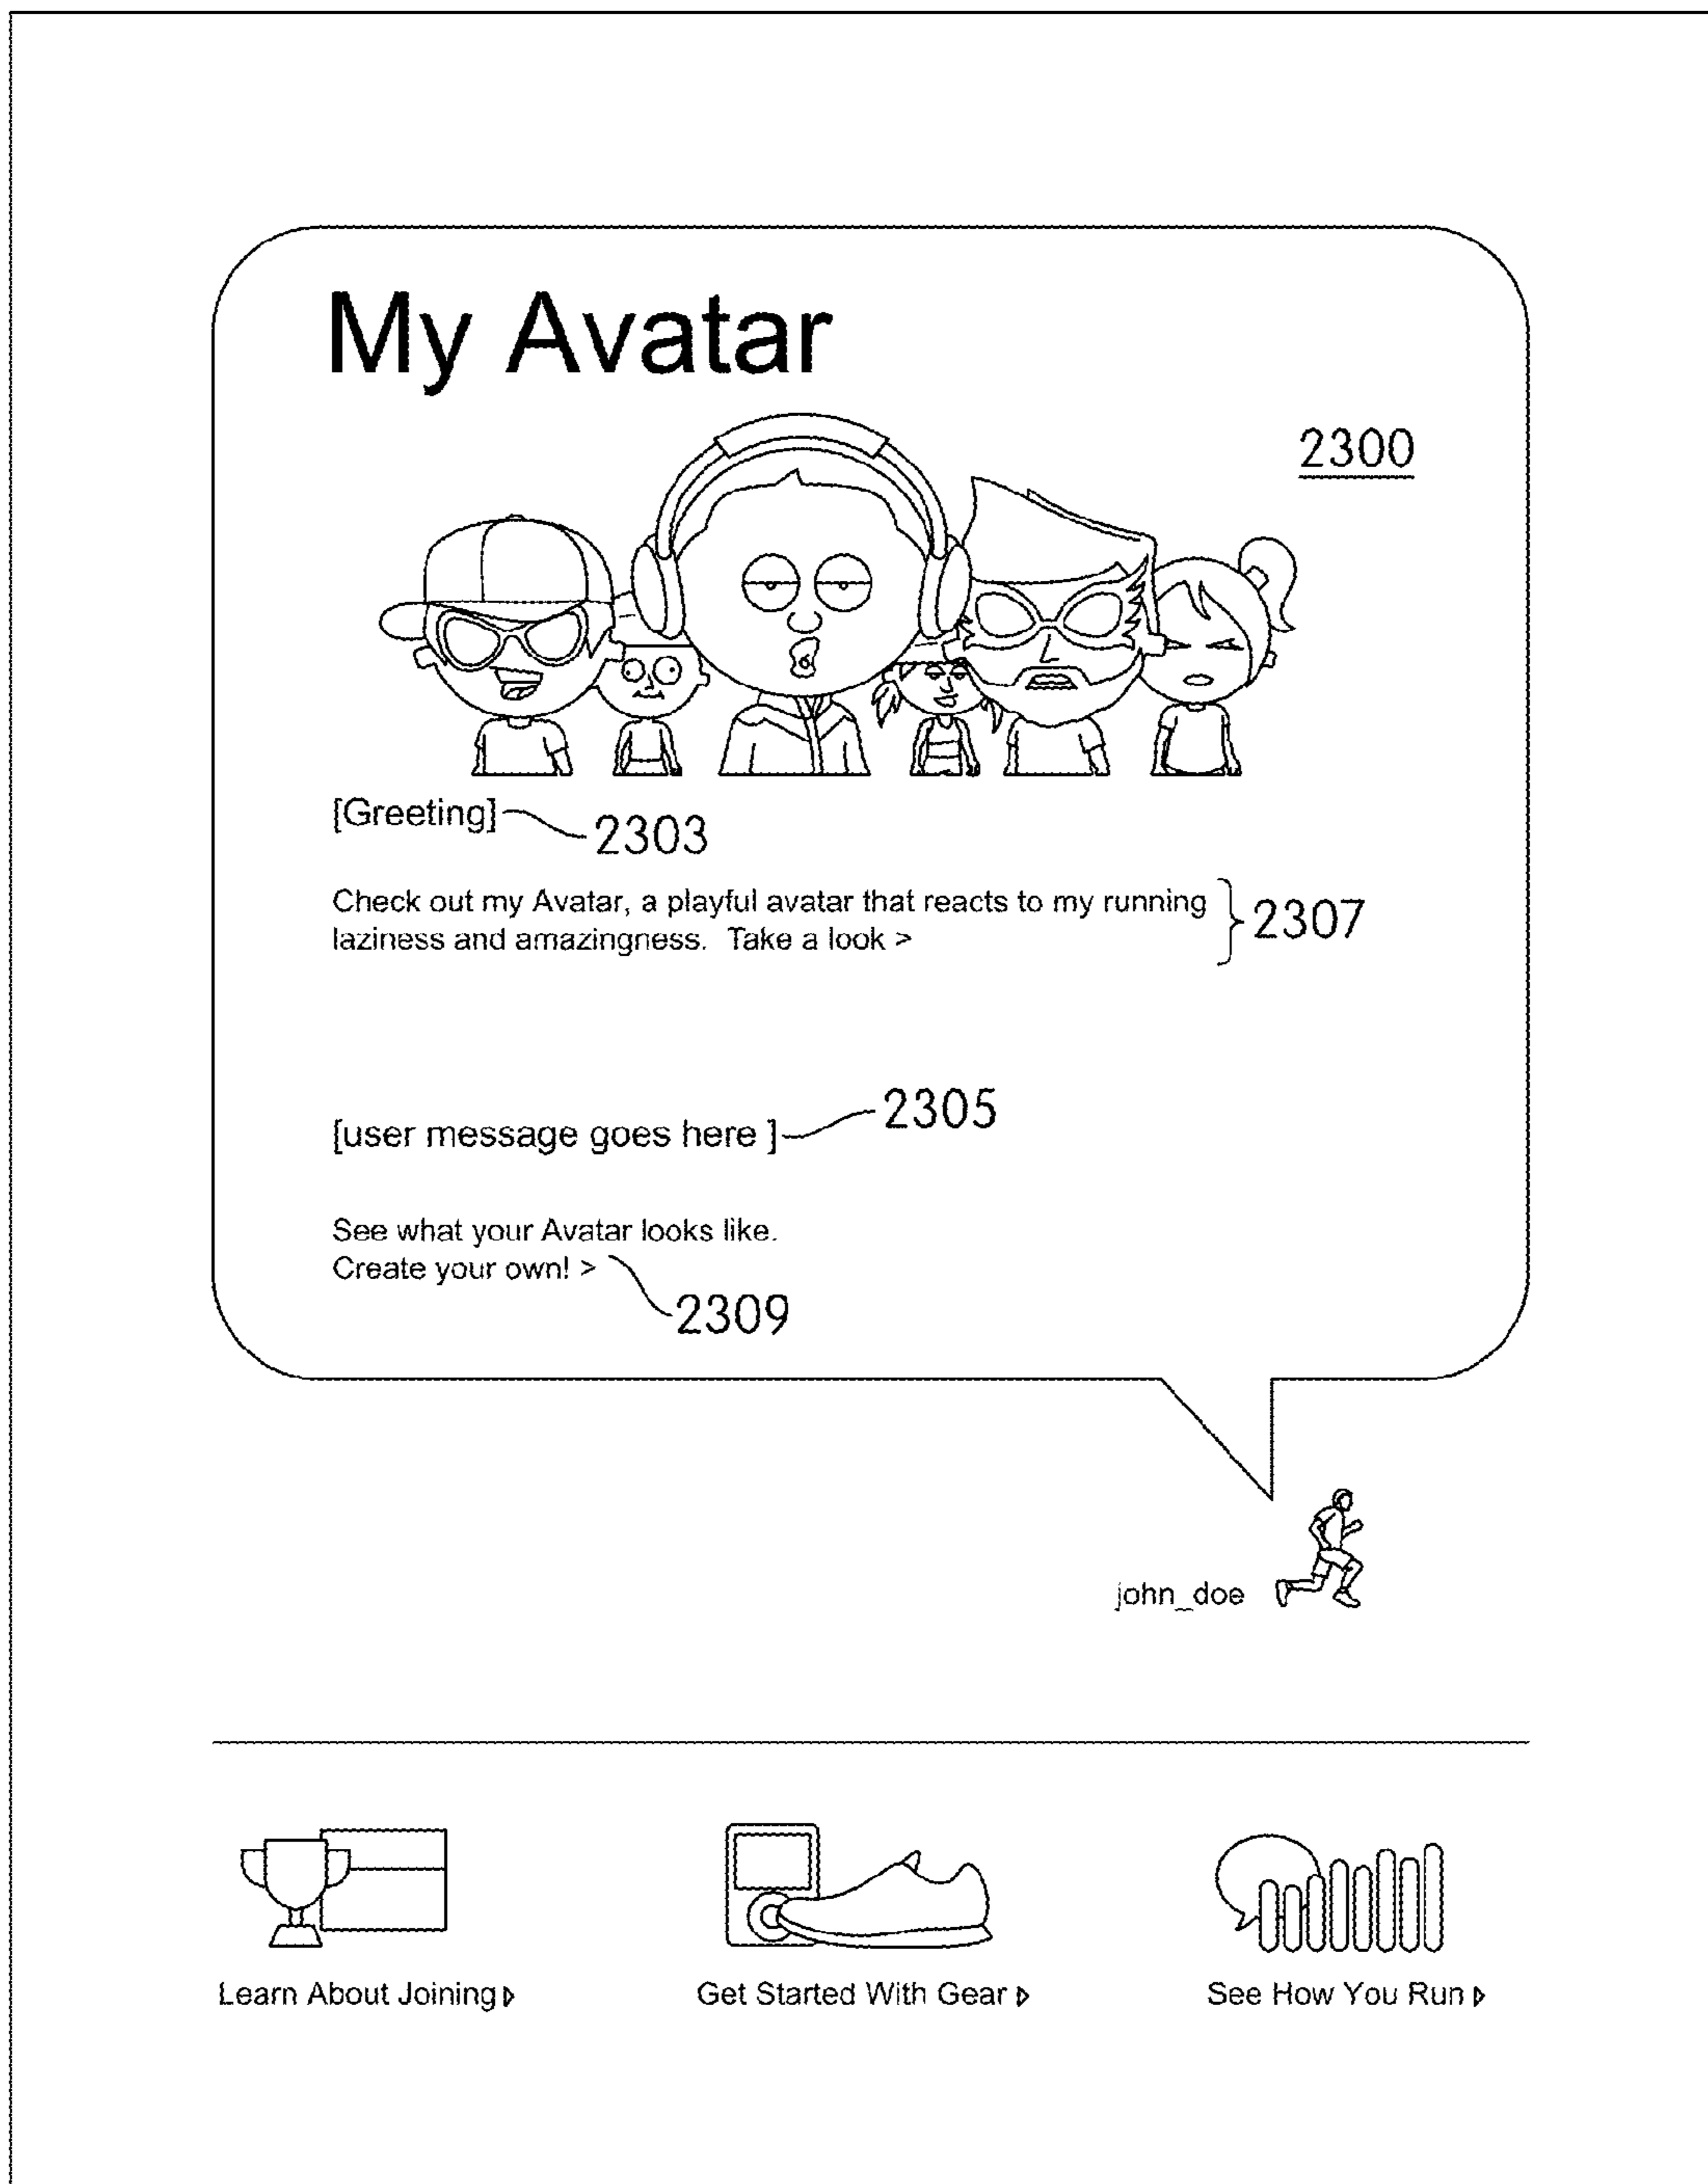 My Avatar
2300
[Greeting] 2303
Check out my Avatar, a playful avatar that reacts to my running
laziness and amazingness. Take a look >
2307
[user message goes here ] 2305
See what your Avatar looks like.
Create your own! >
2309
john_doe
Learn About Joining
Get Started With Gear
See How You Run